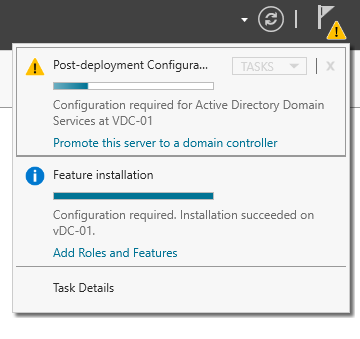 Post-deployment Configura...
TASKS
x
Configuration required for Active Directory Domain
Services at VDC-01
Promote this server to a domain controller
Feature installation
Configuration required. Installation succeeded on
vDC-01.
Add Roles and Features
Task Details